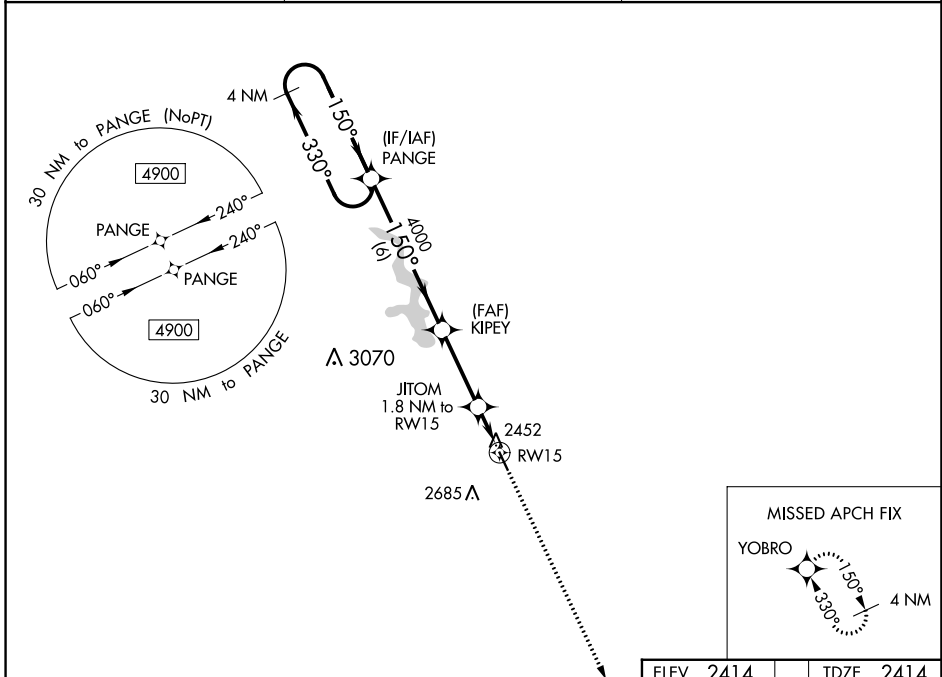 30 NM to PANGE (NoPT)
4900
240°
PANGE
060°
240°
PANGE
060°
4900
30 NM to PANGE
4 NM
150°
330°
(IF/IAF)
PANGE
4000
150°
(6)
(FAF)
KIPEY
3070
JITOM
1.8 NM to
RW15
2452
RW15
2685
MISSED APCH FIX
YOBRO
150°
330°
4 NM
ELEV 2414
TDZE 2414